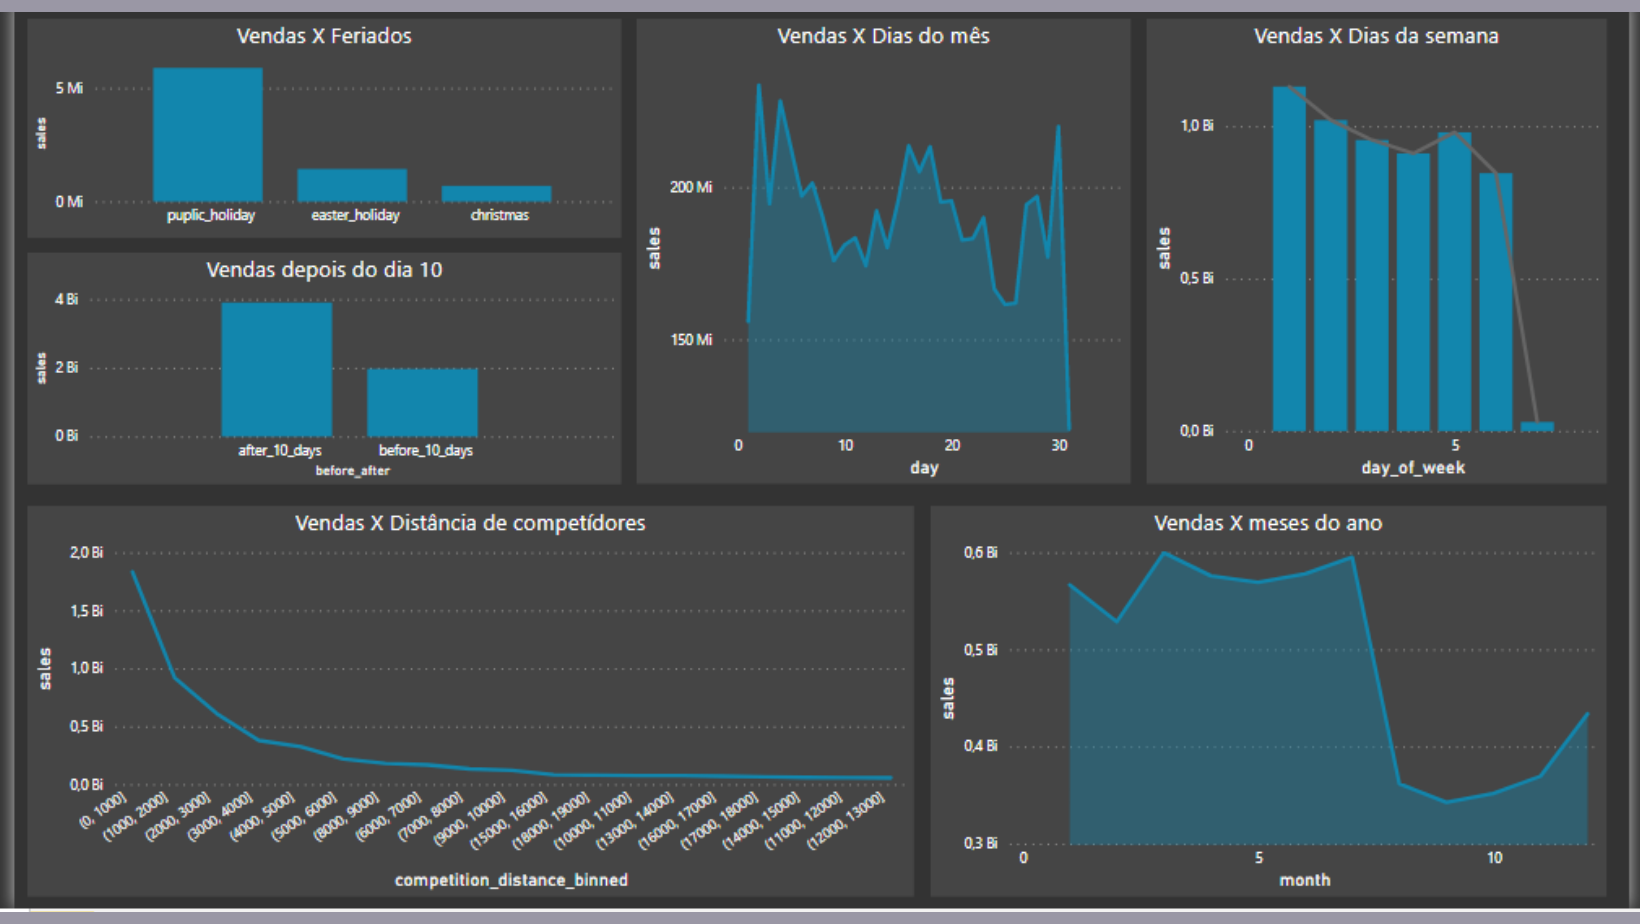 Vendas X Feriados
5 Mi
0 Mi
sales
puplic_holiday easter_holiday christmas
Vendas depois do dia 10
4 Bi
2 Bi
0 Bi
sales
after_10_days before_10_days
before_after
Vendas X Dias do mês
200 Mi
150 Mi
sales
0 10 20 30
day
Vendas X Dias da semana
1,0 Bi
0,5 Bi
0,0 Bi
sales
0 5
day_of_week
Vendas X Distância de competídores
2,0 Bi
1,5 Bi
1,0 Bi
0,5 Bi
0,0 Bi
sales
(0, 1000]
(1000, 2000]
(2000, 3000]
(3000, 4000]
(4000, 5000]
(5000, 6000]
(8000, 9000]
(6000, 7000]
(7000, 8000]
(9000, 10000]
(15000, 16000]
(18000, 19000]
(10000, 11000]
(13000, 14000]
(16000, 17000]
(17000, 18000]
(14000, 15000]
(11000, 12000]
(12000, 13000]
competition_distance_binned
Vendas X meses do ano
0,6 Bi
0,5 Bi
0,4 Bi
0,3 Bi
sales
0 5 10
month